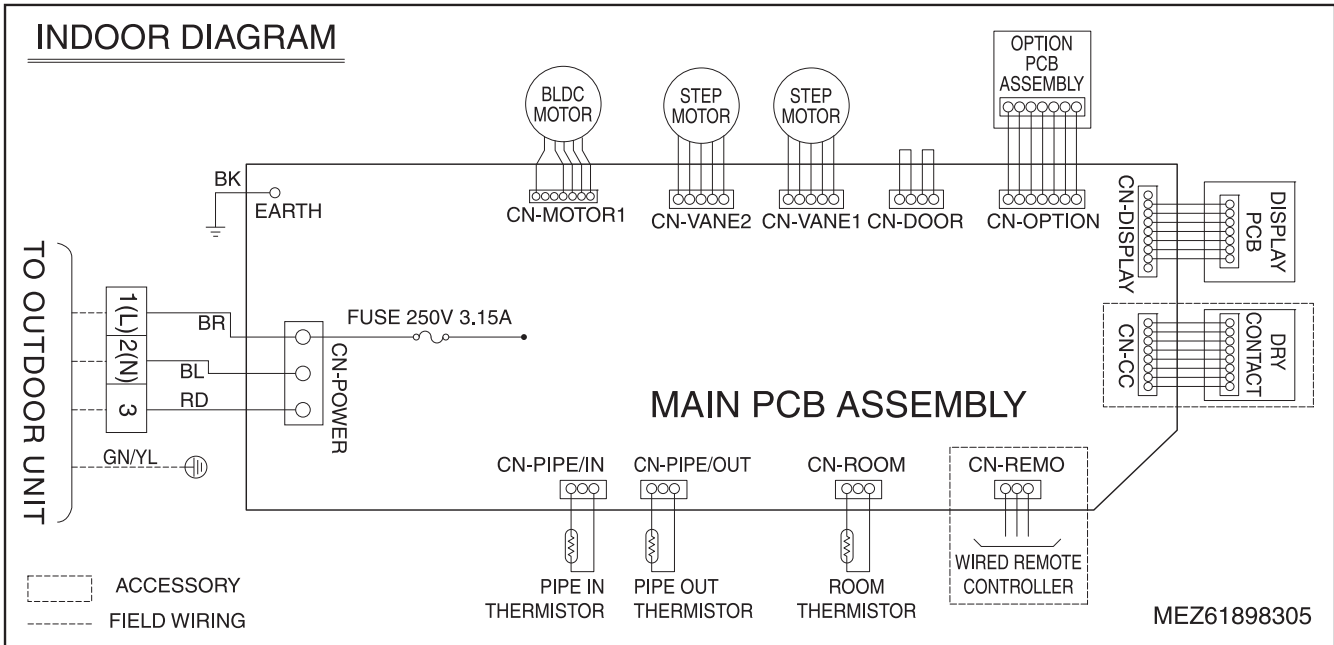 INDOOR DIAGRAM
BLDC
MOTOR
STEP
MOTOR
STEP
MOTOR
OPTION
PCB
ASSEMBLY
BK
EARTH
CN-MOTOR1
CN-VANE2
CN-VANE1
CN-DOOR
CN-OPTION
CN-DISPLAY
DISPLAY
PCB
TO OUTDOOR UNIT
1(L)
2(N)
3
BR
BL
RD
GN/YL
CN-POWER
FUSE 250V 3.15A
CN-CC
DRY
CONTACT
MAIN PCB ASSEMBLY
CN-PIPE/IN
CN-PIPE/OUT
CN-ROOM
CN-REMO
PIPE IN
THERMISTOR
PIPE OUT
THERMISTOR
ROOM
THERMISTOR
WIRED REMOTE
CONTROLLER
ACCESSORY
FIELD WIRING
MEZ61898305